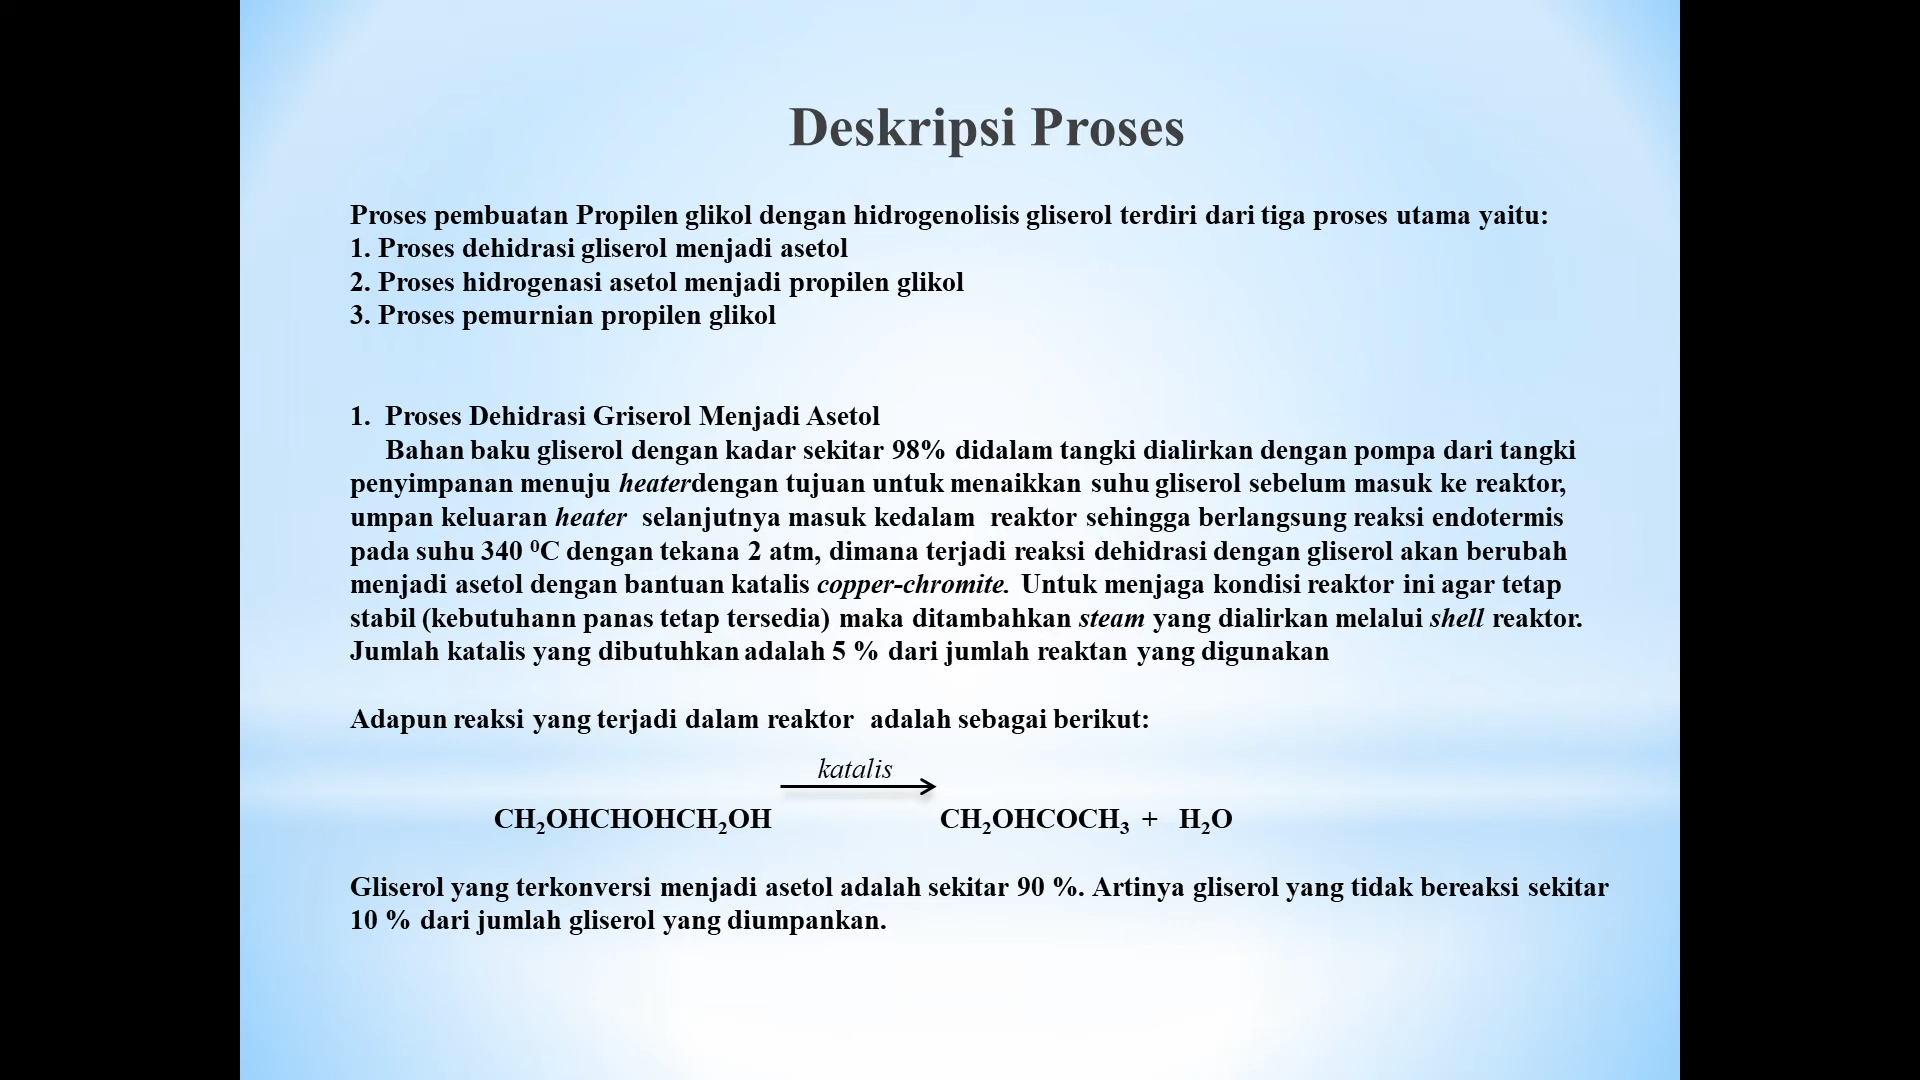 Deskripsi Proses
Proses pembuatan Propilen glikol dengan hidrogenolisis gliserol terdiri dari tiga proses utama yaitu:
1. Proses dehidrasi gliserol menjadi asetol
2. Proses hidrogenasi asetol menjadi propilen glikol
3. Proses pemurnian propilen glikol
1. Proses Dehidrasi Griserol Menjadi Asetol
Bahan baku gliserol dengan kadar sekitar 98% didalam tangki dialirkan dengan pompa dari tangki
penyimpanan menuju heaterdengan tujuan untuk menaikkan suhu gliserol sebelum masuk ke reaktor,
umpan keluaran heater selanjutnya masuk kedalam reaktor sehingga berlangsung reaksi endotermis
pada suhu 340 ⁰C dengan tekana 2 atm, dimana terjadi reaksi dehidrasi dengan gliserol akan berubah
menjadi asetol dengan bantuan katalis copper-chromite. Untuk menjaga kondisi reaktor ini agar tetap
stabil (kebutuhann panas tetap tersedia) maka ditambahkan steam yang dialirkan melalui shell reaktor.
Jumlah katalis yang dibutuhkan adalah 5 % dari jumlah reaktan yang digunakan
Adapun reaksi yang terjadi dalam reaktor adalah sebagai berikut:
katalis
CH₂OHCHOHCH₂OH → CH₂OHCOCH₃ + H₂O
Gliserol yang terkonversi menjadi asetol adalah sekitar 90 %. Artinya gliserol yang tidak bereaksi sekitar
10 % dari jumlah gliserol yang diumpankan.